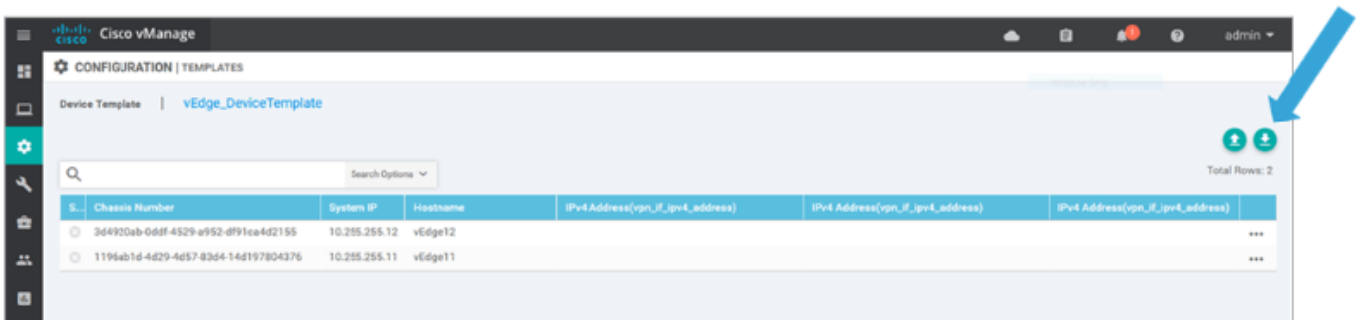 CISCO Cisco vManage admin
CONFIGURATION | TEMPLATES
Device Template | vEdge_DeviceTemplate
Search Options
Total Rows: 2
S... Chassis Number System IP Hostname IPv4 Address(vpn_if_ipv4_address) IPv4 Address(vpn_if_ipv4_address) IPv4 Address(vpn_if_ipv4_address)
3d4920ab-0ddf-4529-a952-df91ca4d2155 10.255.255.12 vEdge12 •••
1196ab1d-4d29-4d57-83d4-14d197804376 10.255.255.11 vEdge11 •••